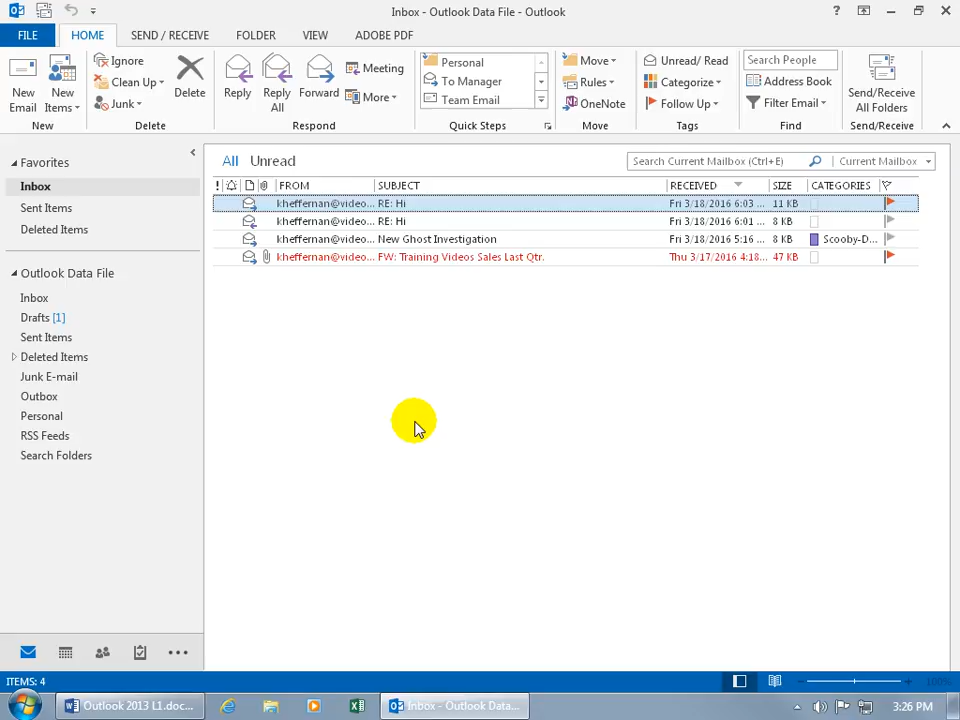 Inbox - Outlook Data File - Outlook
FILE HOME SEND / RECEIVE FOLDER VIEW ADOBE PDF
New Email
New Items
New
Ignore
Clean Up
Junk
Delete
Delete
Reply
Reply All
Forward
Meeting
More
Respond
Personal
To Manager
Team Email
Quick Steps
Move
Rules
OneNote
Move
Unread/ Read
Categorize
Follow Up
Tags
Search People
Address Book
Filter Email
Find
Send/Receive All Folders
Send/Receive
Favorites
Inbox
Sent Items
Deleted Items
Outlook Data File
Inbox
Drafts [1]
Sent Items
Deleted Items
Junk E-mail
Outbox
Personal
RSS Feeds
Search Folders
All Unread
Search Current Mailbox (Ctrl+E) Current Mailbox
! FROM SUBJECT RECEIVED SIZE CATEGORIES
kheffernan@video... RE: Hi Fri 3/18/2016 6:03 ... 11 KB
kheffernan@video... RE: Hi Fri 3/18/2016 6:01 ... 8 KB
kheffernan@video... New Ghost Investigation Fri 3/18/2016 5:16 ... 8 KB Scooby-D...
kheffernan@video... FW: Training Videos Sales Last Qtr. Thu 3/17/2016 4:18... 47 KB
ITEMS: 4
100%
Outlook 2013 L1.doc...
Inbox - Outlook Data...
3:26 PM